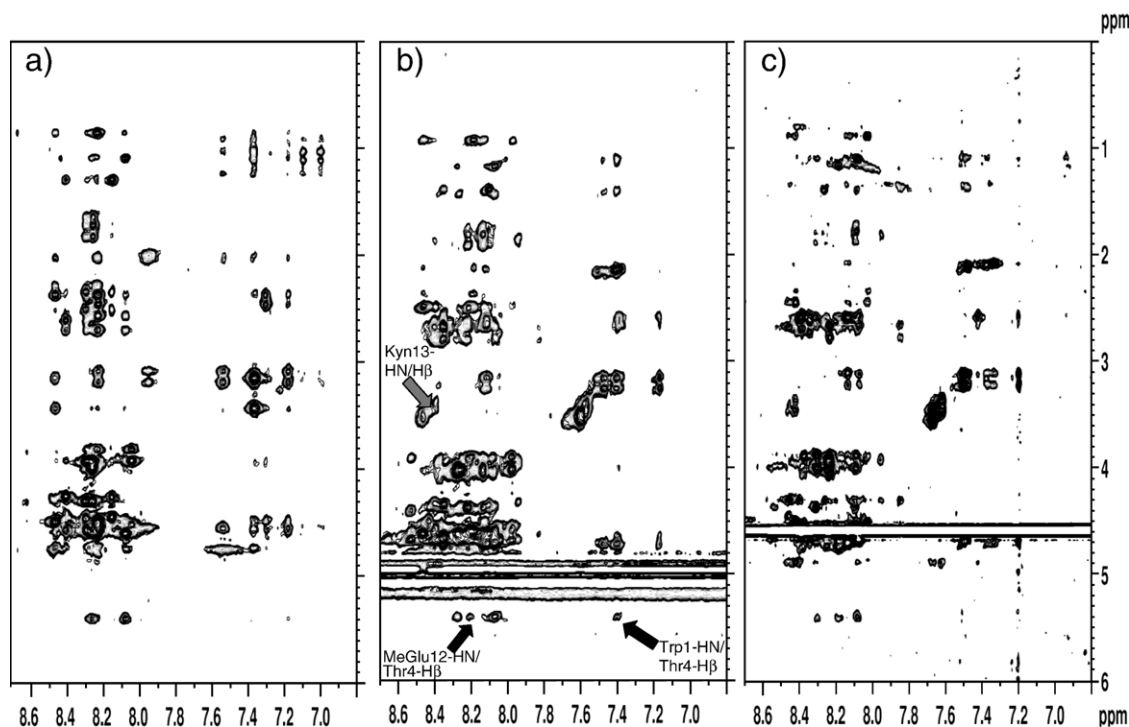 ppm
a)
b)
c)
1
2
3
4
5
6
Kyn13-
HN/Hβ
MeGlu12-HN/
Thr4-Hβ
Trp1-HN/
Thr4-Hβ
8.6 8.4 8.2 8.0 7.8 7.6 7.4 7.2 7.0
8.6 8.4 8.2 8.0 7.8 7.6 7.4 7.2 7.0
8.6 8.4 8.2 8.0 7.8 7.6 7.4 7.2 7.0 ppm